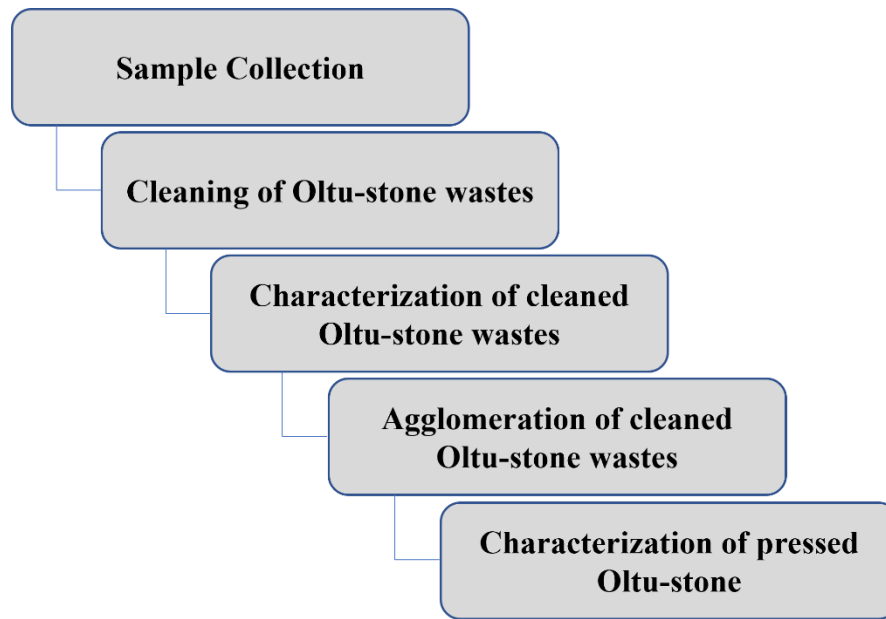 Sample Collection
Cleaning of Oltu-stone wastes
Characterization of cleaned
Oltu-stone wastes
Agglomeration of cleaned
Oltu-stone wastes
Characterization of pressed
Oltu-stone